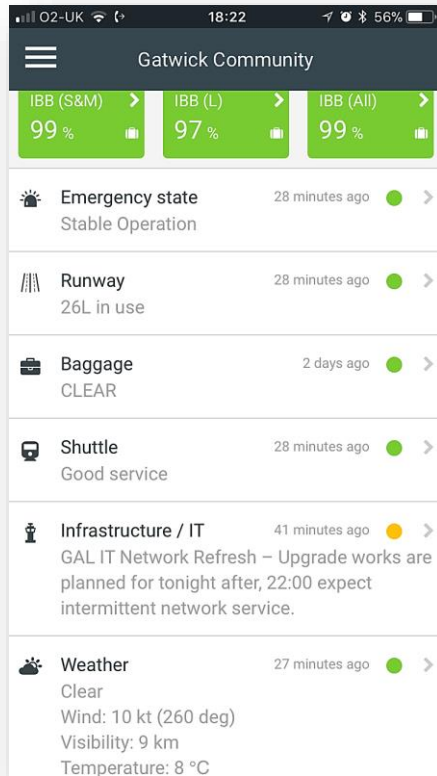 O2-UK 18:22 56%
Gatwick Community
IBB (S&M) IBB (L) IBB (All)
99 % 97 % 99 %
Emergency state 28 minutes ago
Stable Operation
Runway 28 minutes ago
26L in use
Baggage 2 days ago
CLEAR
Shuttle 28 minutes ago
Good service
Infrastructure / IT 41 minutes ago
GAL IT Network Refresh – Upgrade works are
planned for tonight after, 22:00 expect
intermittent network service.
Weather 27 minutes ago
Clear
Wind: 10 kt (260 deg)
Visibility: 9 km
Temperature: 8 °C